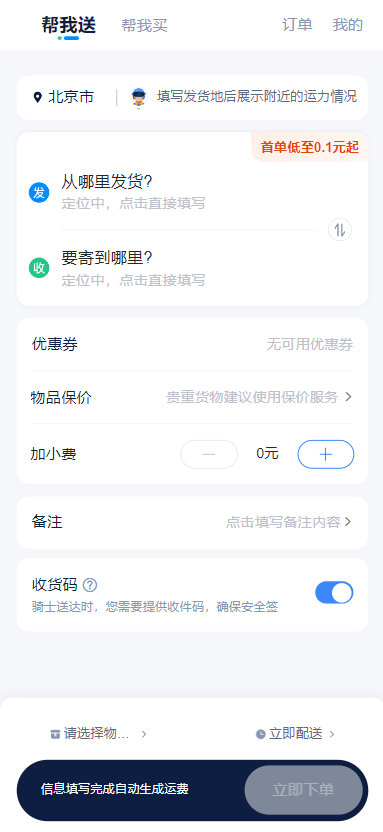 帮我送 帮我买 订单 我的
北京市 填写发货地后展示附近的运力情况
首单低至0.1元起
发 从哪里发货?
定位中，点击直接填写
收 要寄到哪里?
定位中，点击直接填写
优惠券 无可用优惠券
物品保价 贵重货物建议使用保价服务
加小费 0元
备注 点击填写备注内容
收货码
骑士送达时，您需要提供收件码，确保安全签
请选择物... 立即配送
信息填写完成自动生成运费 立即下单